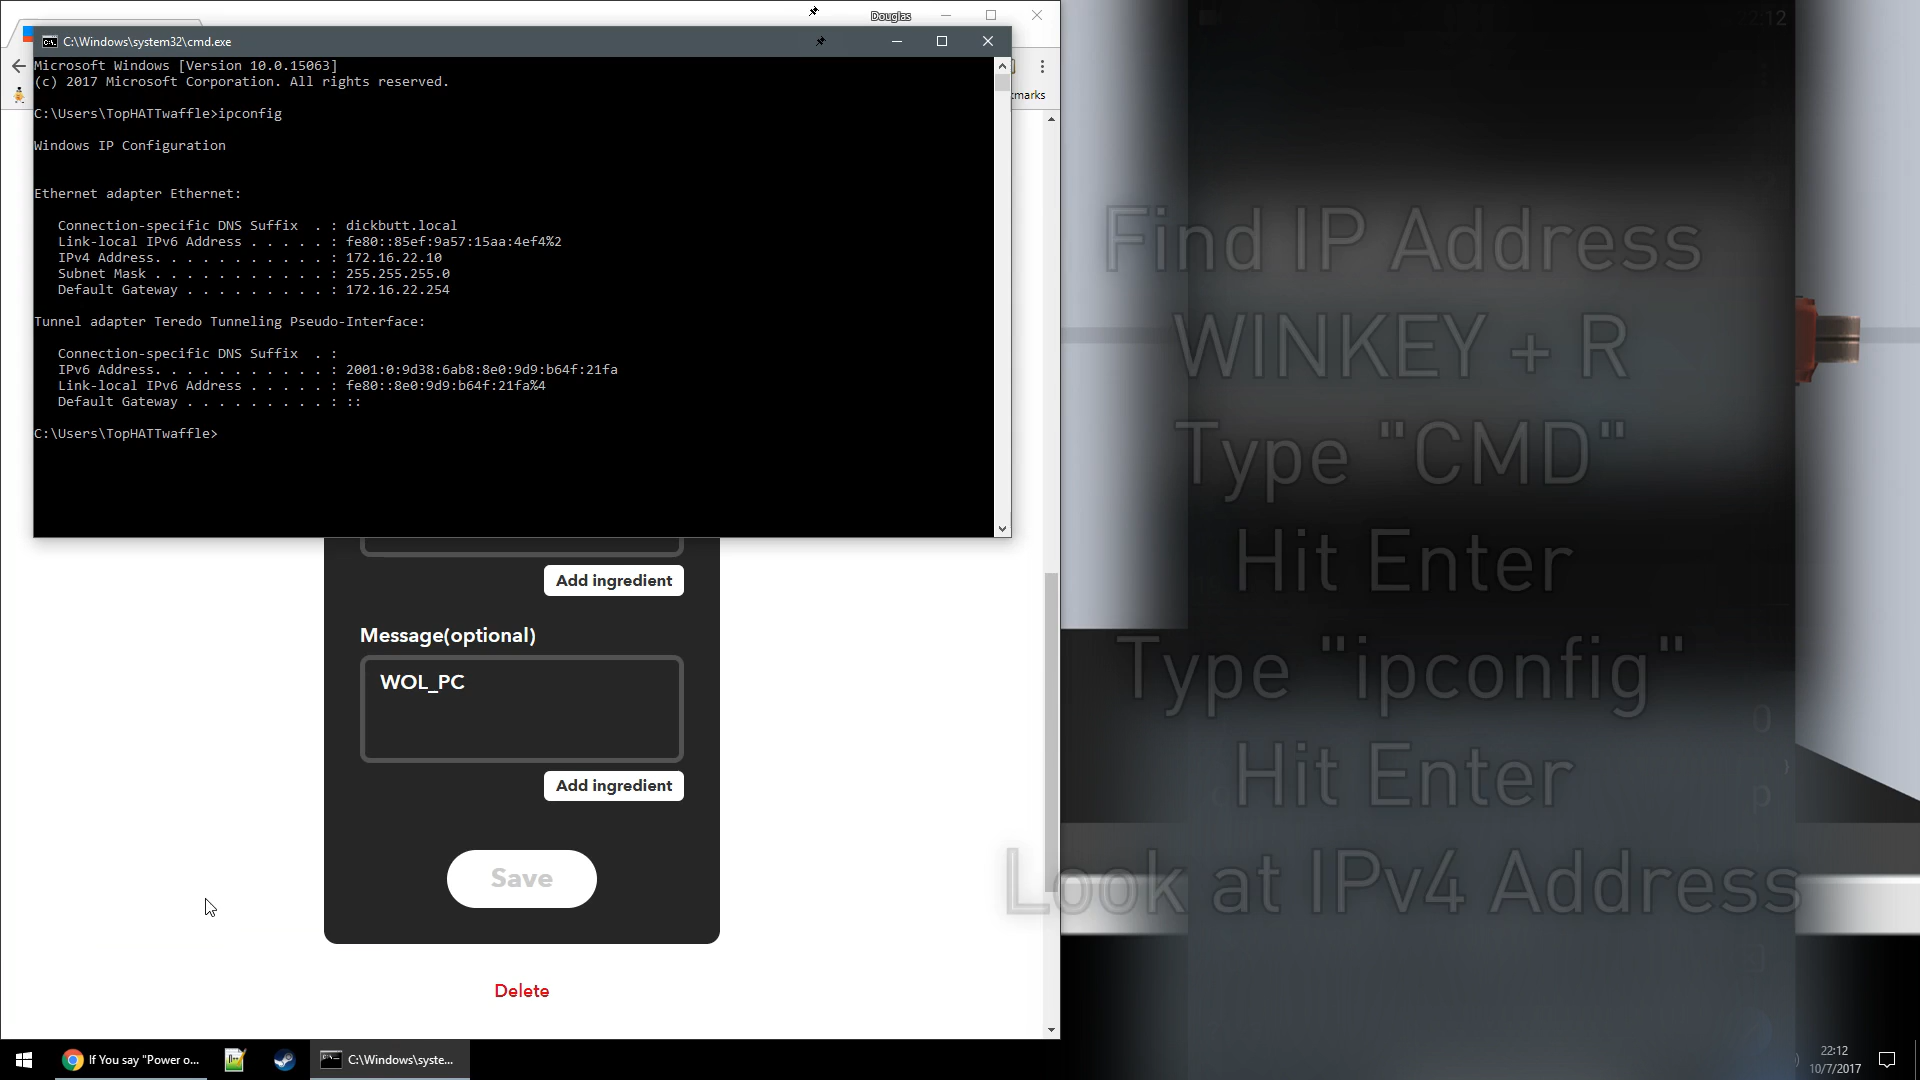 Douglas
C:\Windows\system32\cmd.exe
Microsoft Windows [Version 10.0.15063]
(c) 2017 Microsoft Corporation. All rights reserved.
C:\Users\TopHATTwaffle>ipconfig
Windows IP Configuration
Ethernet adapter Ethernet:
Connection-specific DNS Suffix  . : dickbutt.local
Link-local IPv6 Address . . . . . : fe80::85ef:9a57:15aa:4ef4%2
IPv4 Address. . . . . . . . . . . : 172.16.22.10
Subnet Mask . . . . . . . . . . . : 255.255.255.0
Default Gateway . . . . . . . . . : 172.16.22.254
Tunnel adapter Teredo Tunneling Pseudo-Interface:
Connection-specific DNS Suffix  . :
IPv6 Address. . . . . . . . . . . : 2001:0:9d38:6ab8:8e0:9d9:b64f:21fa
Link-local IPv6 Address . . . . . : fe80::8e0:9d9:b64f:21fa%4
Default Gateway . . . . . . . . . : ::
C:\Users\TopHATTwaffle>
Add ingredient
Message(optional)
WOL_PC
Add ingredient
Save
Delete
Find IP Address
WINKEY + R
Type "CMD"
Hit Enter
Type "ipconfig"
Hit Enter
Look at IPv4 Address
If You say "Power o...
C:\Windows\syste...
22:12
10/7/2017